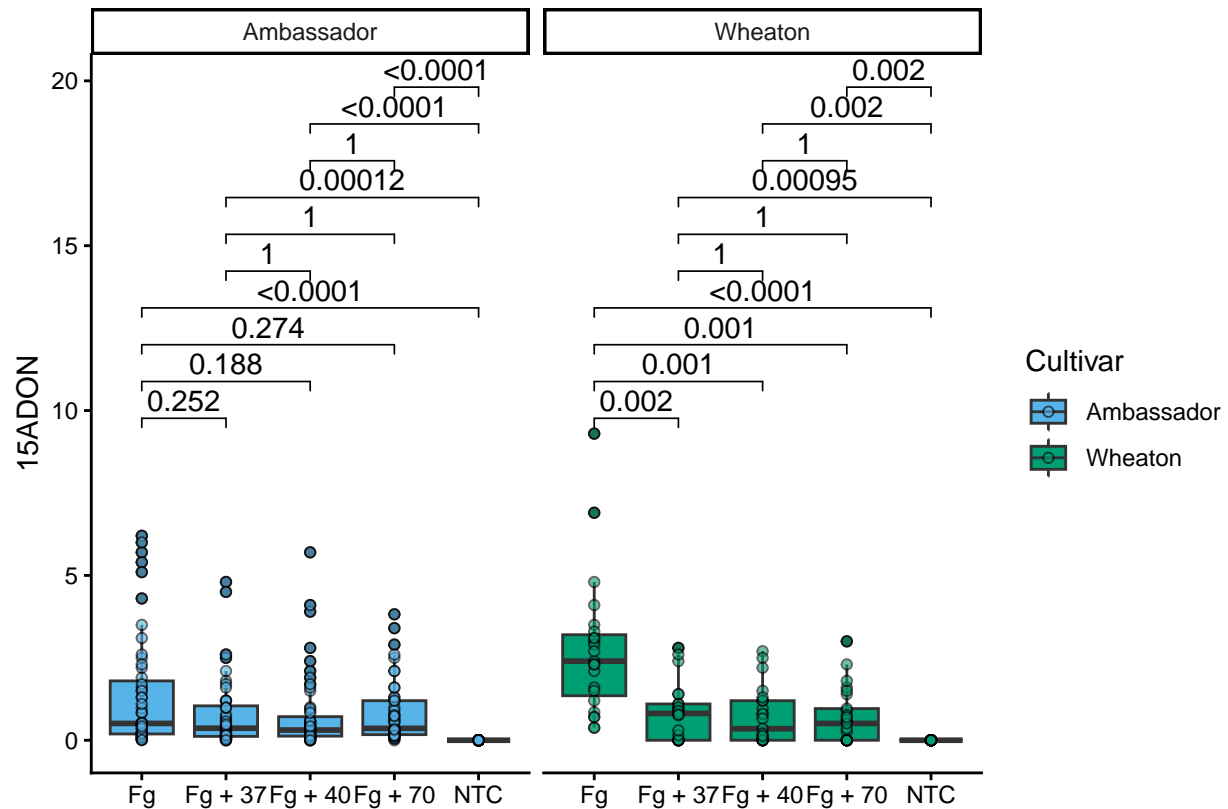 Ambassador Wheaton
20
<0.0001 0.002
<0.0001 0.002
1 1
0.00012 0.00095
15
1 1
1 1
<0.0001 <0.0001
0.274 0.001
0.188 0.001
10
0.252 0.002
15ADON
Cultivar
Ambassador
Wheaton
5
0
Fg Fg + 37 Fg + 40 Fg + 70 NTC Fg Fg + 37 Fg + 40 Fg + 70 NTC